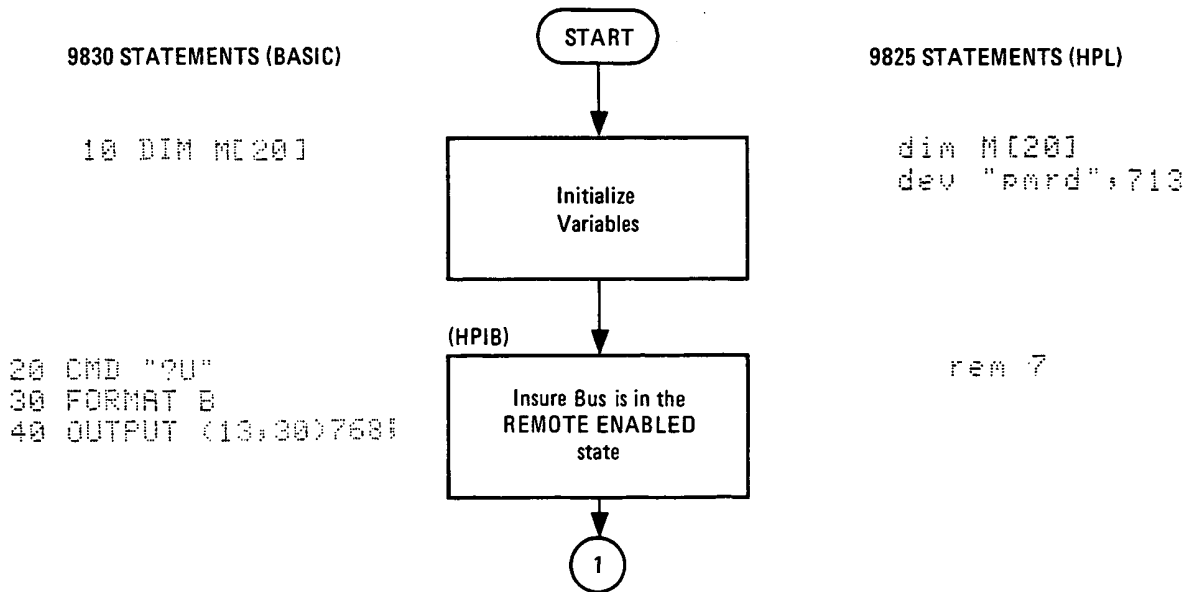 START
9830 STATEMENTS (BASIC)
9825 STATEMENTS (HPL)
10 DIM M[20]
Initialize
Variables
dim M[20]
dev "pmrd",713
(HPIB)
20 CMD "?U"
30 FORMAT B
40 OUTPUT (13,30)768;
Insure Bus is in the
REMOTE ENABLED
state
rem 7
1